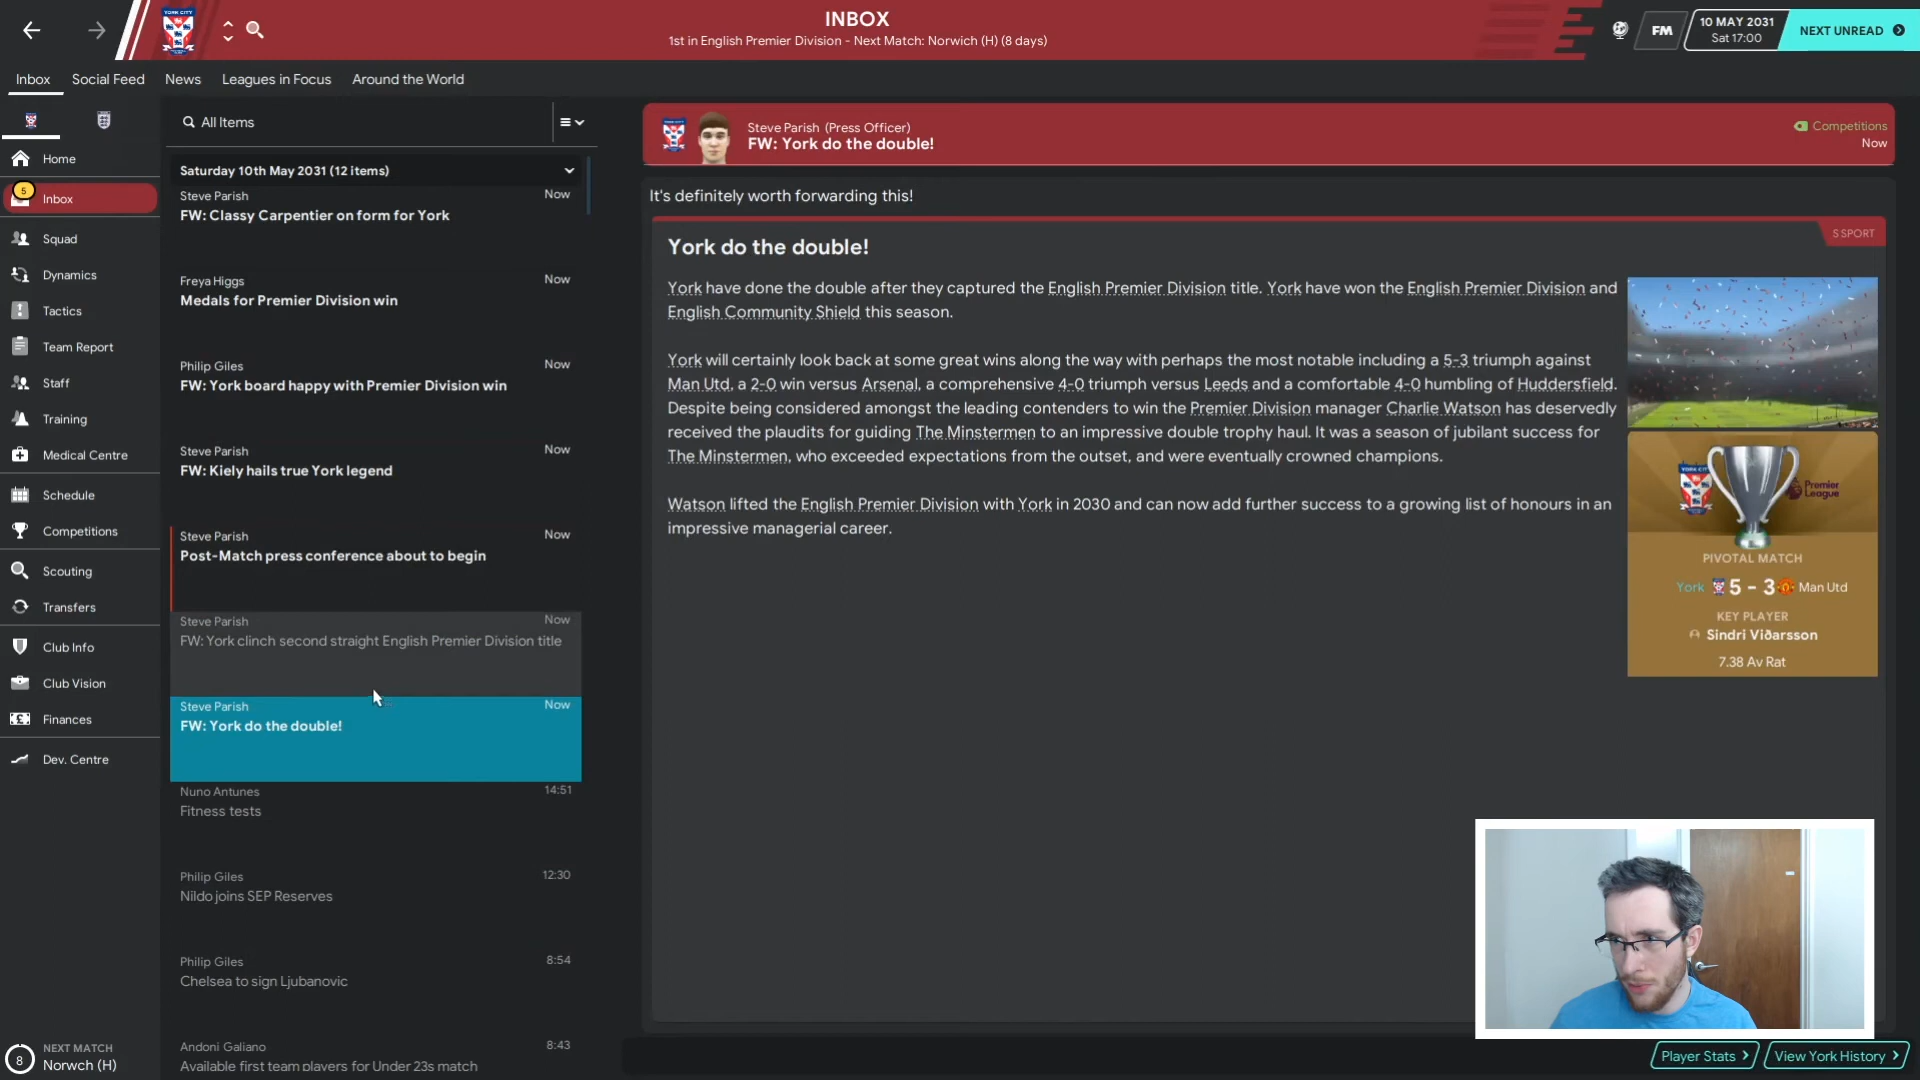 INBOX
1st in English Premier Division - Next Match: Norwich (H) (8 days)
FM
10 MAY 2031
Sat 17:00
NEXT UNREAD
Inbox
Social Feed
News
Leagues in Focus
Around the World
Home
5
Inbox
Squad
Dynamics
Tactics
Team Report
Staff
Training
Medical Centre
Schedule
Competitions
Scouting
Transfers
Club Info
Club Vision
Finances
Dev. Centre
8
NEXT MATCH
Norwch (H)
All Items
Saturday 10th May 2031 (12 items)
Steve Parish
Now
FW: Classy Carpentier on form for York
Freya Higgs
Now
Medals for Premier Division win
Philip Giles
Now
FW: York board happy with Premier Division win
Steve Parish
Now
FW: Kiely hails true York legend
Steve Parish
Now
Post-Match press conference about to begin
Steve Parish
Now
FW: York clinch second straight English Premier Division title
Steve Parish
Now
FW: York do the double!
Nuno Antunes
14:51
Fitness tests
Philip Giles
12:30
Nildo joins SEP Reserves
Philip Giles
8:54
Chelsea to sign Ljubanovic
Andoni Galiano
8:43
Available first team players for Under 23s match
Steve Parish (Press Officer)
FW: York do the double!
Competitions
Now
It's definitely worth forwarding this!
S SPORT
York do the double!
York have done the double after they captured the English Premier Division title. York have won the English Premier Division and
English Community Shield this season.
York will certainly look back at some great wins along the way with perhaps the most notable including a 5-3 triumph against
Man Utd, a 2-0 win versus Arsenal, a comprehensive 4-0 triumph versus Leeds and a comfortable 4-0 humbling of Huddersfield.
Despite being considered amongst the leading contenders to win the Premier Division manager Charlie Watson has deservedly
received the plaudits for guiding The Minstermen to an impressive double trophy haul. It was a season of jubilant success for
The Minstermen, who exceeded expectations from the outset, and were eventually crowned champions.
Watson lifted the English Premier Division with York in 2030 and can now add further success to a growing list of honours in an
impressive managerial career.
Premier
League
PIVOTAL MATCH
York 5 - 3 Man Utd
KEY PLAYER
Sindri Viðarsson
7.38 Av Rat
Player Stats
View York History